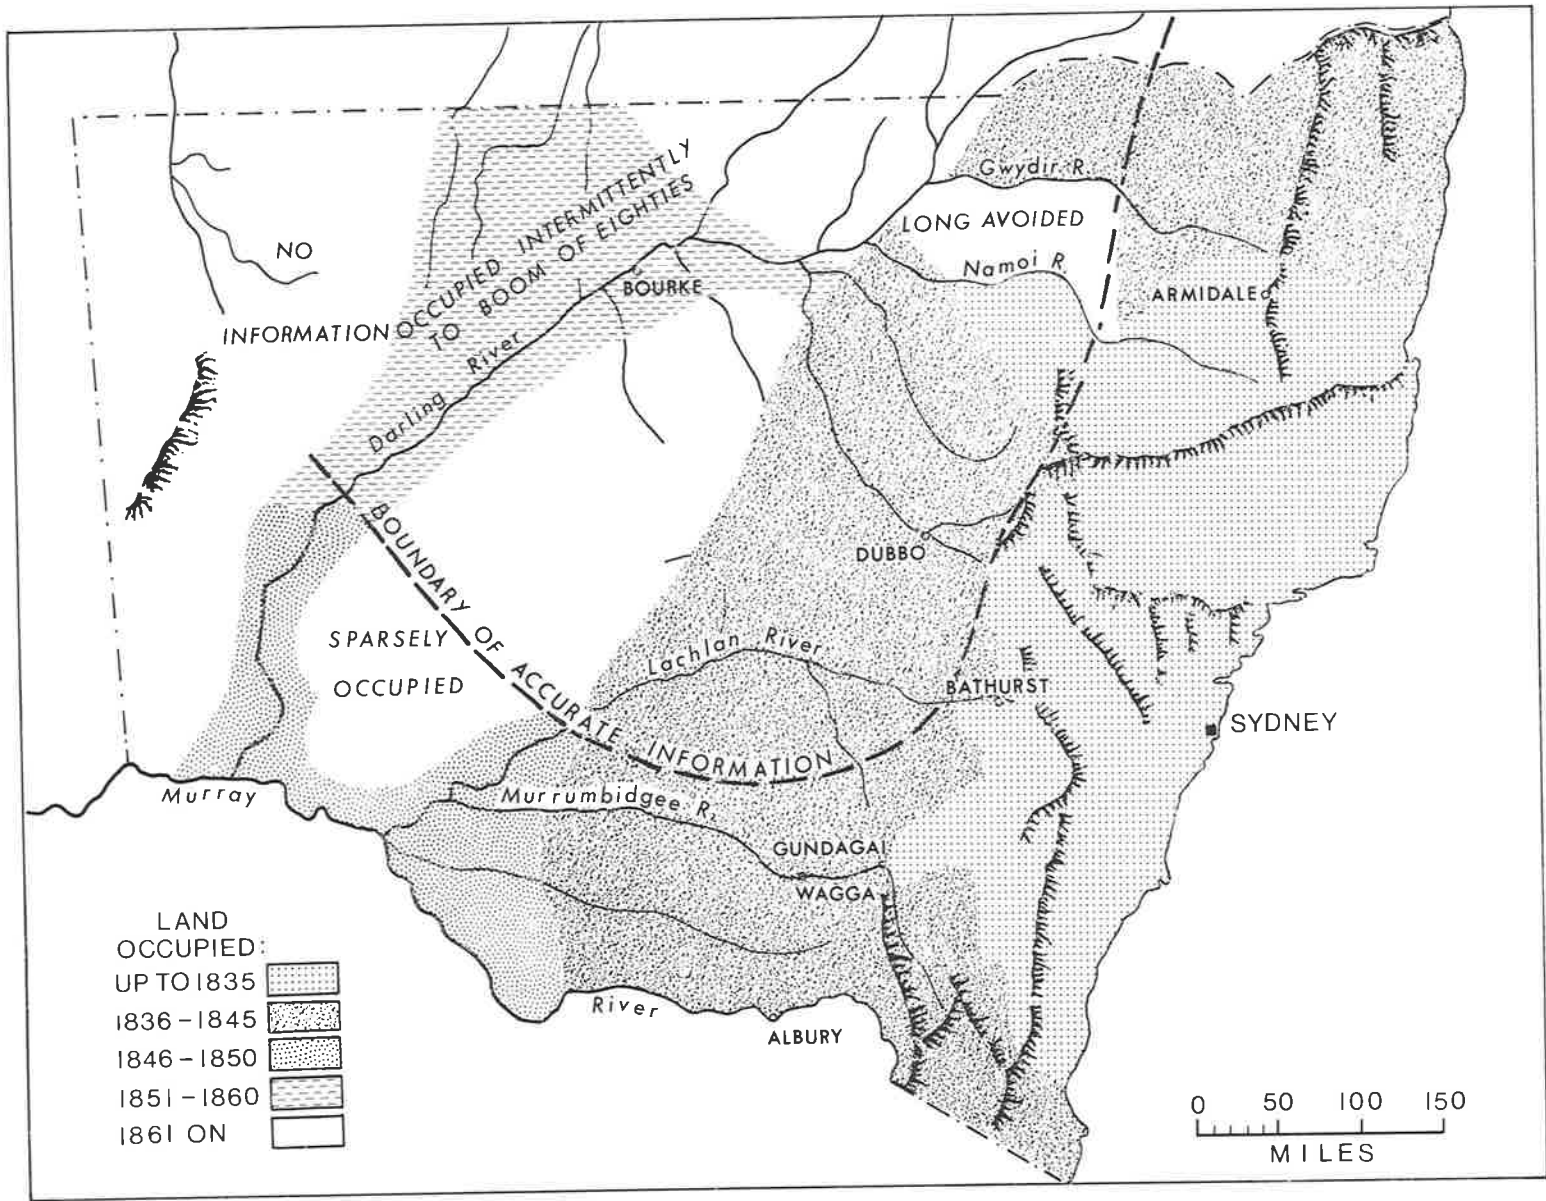 Gwydir R.
LONG AVOIDED
Namoi R.
ARMIDALE
NO
INFORMATION
OCCUPIED INTERMITTENTLY
TO BOOM OF EIGHTIES
BOURKE
Darling River
BOUNDARY OF ACCURATE INFORMATION
DUBBO
SPARSELY
OCCUPIED
Lachlan River
BATHURST
SYDNEY
Murray
Murrumbidgee R.
GUNDAGAI
WAGGA
River
ALBURY
LAND
OCCUPIED:
UP TO 1835
1836-1845
1846-1850
1851-1860
1861 ON
0 50 100 150
MILES